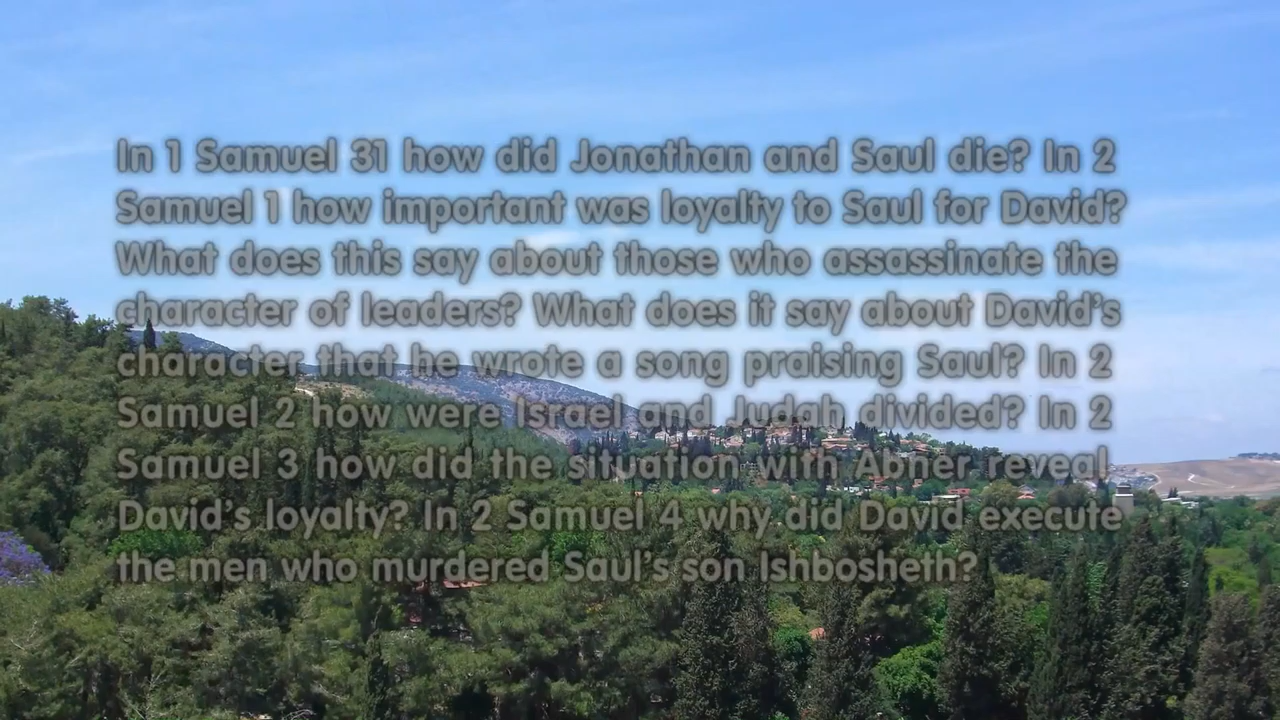 In 1 Samuel 31 how did Jonathan and Saul die? In 2
Samuel 1 how important was loyalty to Saul for David?
What does this say about those who assassinate the
character of leaders? What does it say about David's
character that he wrote a song praising Saul? In 2
Samuel 2 how were Israel and Judah divided? In 2
Samuel 3 how did the situation with Abner reveal
David's loyalty? In 2 Samuel 4 why did David execute
the men who murdered Saul's son Ishbosheth?